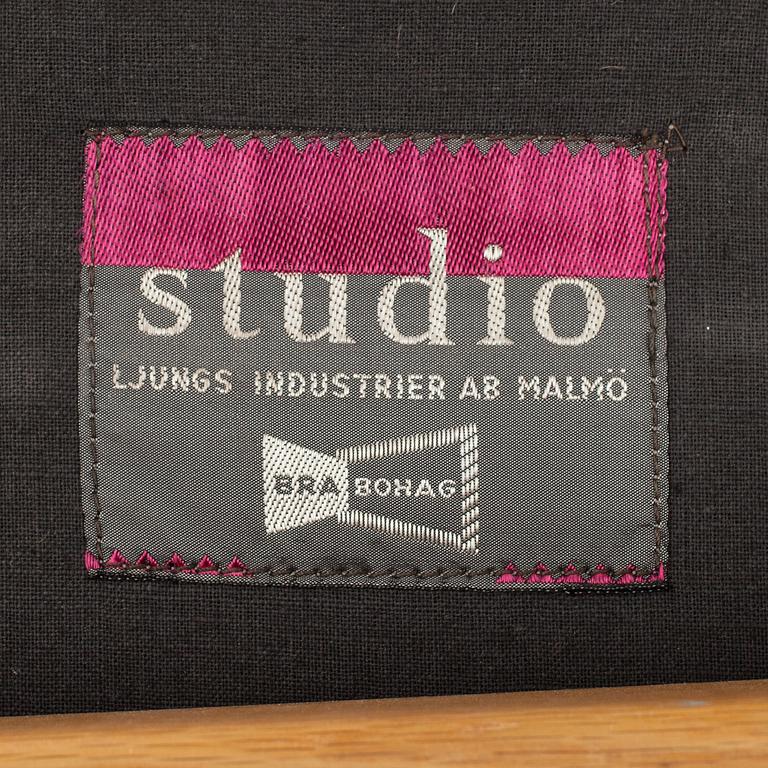 studio
LJUNGS INDUSTRIER AB MALMÖ
BRA BOHAG